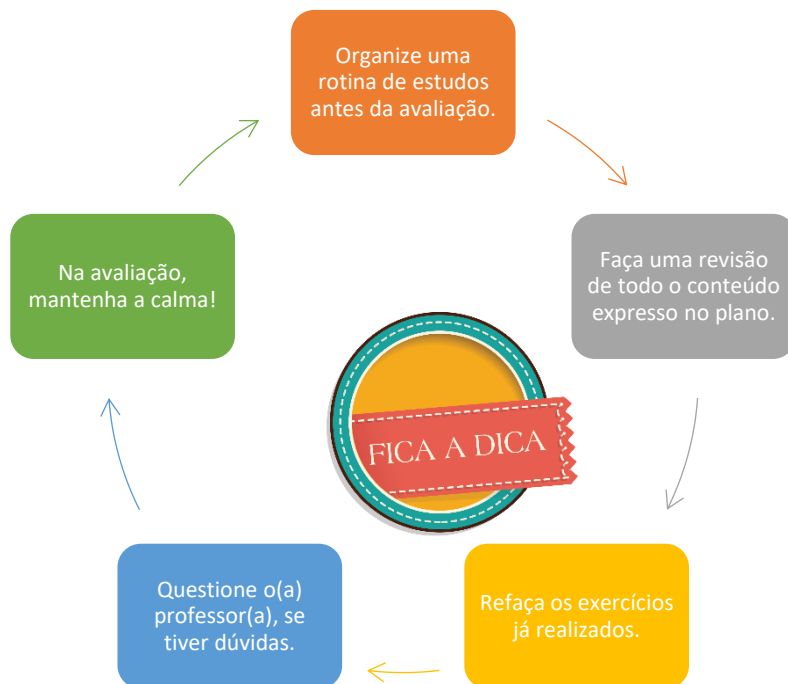 Organize uma
rotina de estudos
antes da avaliação.
Faça uma revisão
de todo o conteúdo
expresso no plano.
Refaça os exercícios
já realizados.
Questione o(a)
professor(a), se
tiver dúvidas.
Na avaliação,
mantenha a calma!
FICA A DICA